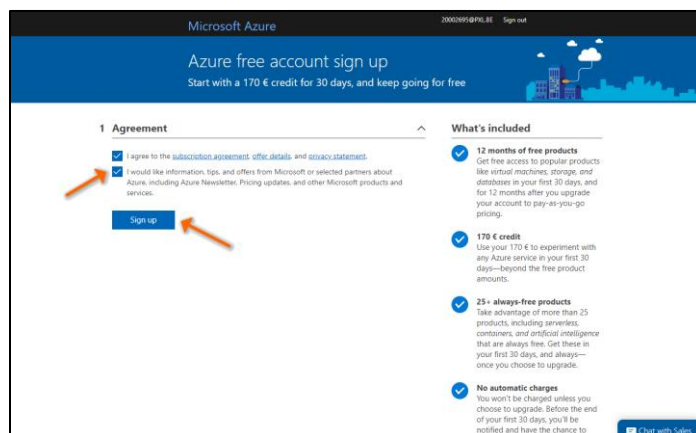 Microsoft Azure
20002695@PXL.BE Sign out
Azure free account sign up
Start with a 170 € credit for 30 days, and keep going for free
1 Agreement
I agree to the subscription agreement, offer details, and privacy statement.
I would like information, tips, and offers from Microsoft or selected partners about
Azure, including Azure Newsletter, Pricing updates, and other Microsoft products and
services.
Sign up
What's included
12 months of free products
Get free access to popular products
like virtual machines, storage, and
databases in your first 30 days, and
for 12 months after you upgrade
your account to pay-as-you-go
pricing.
170 € credit
Use your 170 € to experiment with
any Azure service in your first 30
days—beyond the free product
amounts.
25+ always-free products
Take advantage of more than 25
products, including serverless,
containers, and artificial intelligence
that are always free. Get these in
your first 30 days, and always—
once you choose to upgrade.
No automatic charges
You won't be charged unless you
choose to upgrade. Before the end
of your first 30 days, you'll be
notified and have the chance to
Chat with Sales